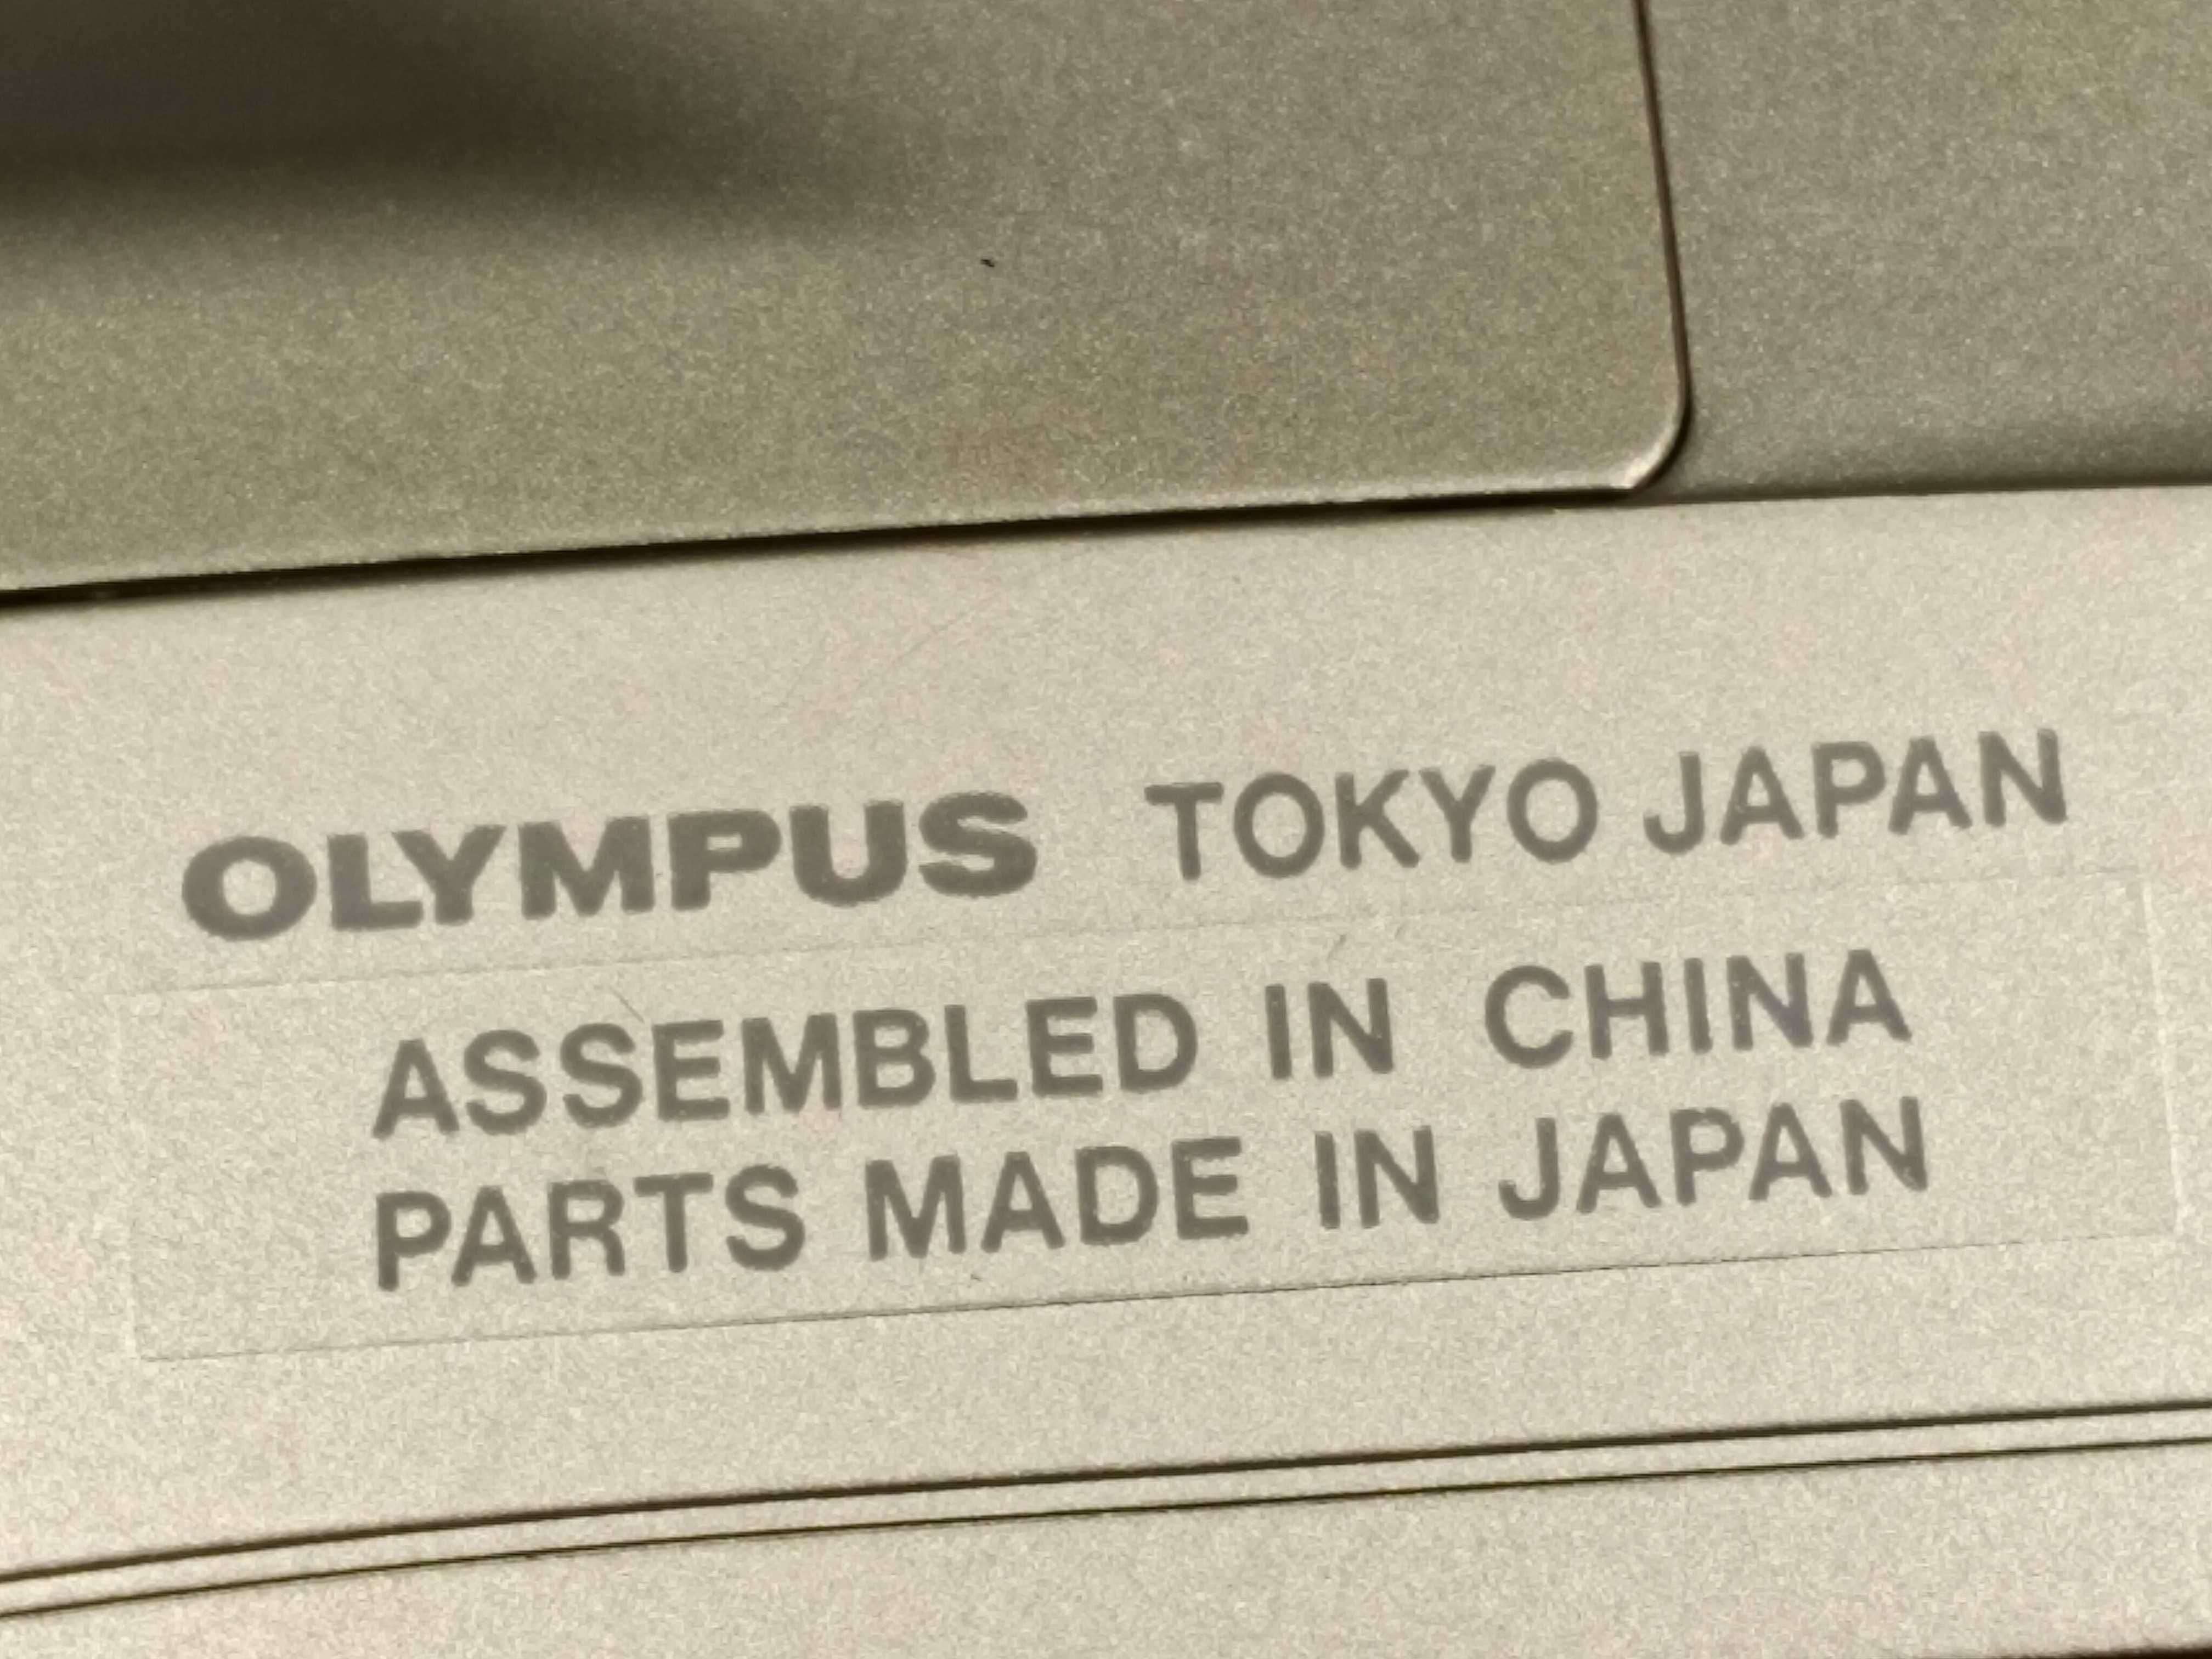 OLYMPUS TOKYO JAPAN
ASSEMBLED IN CHINA
PARTS MADE IN JAPAN